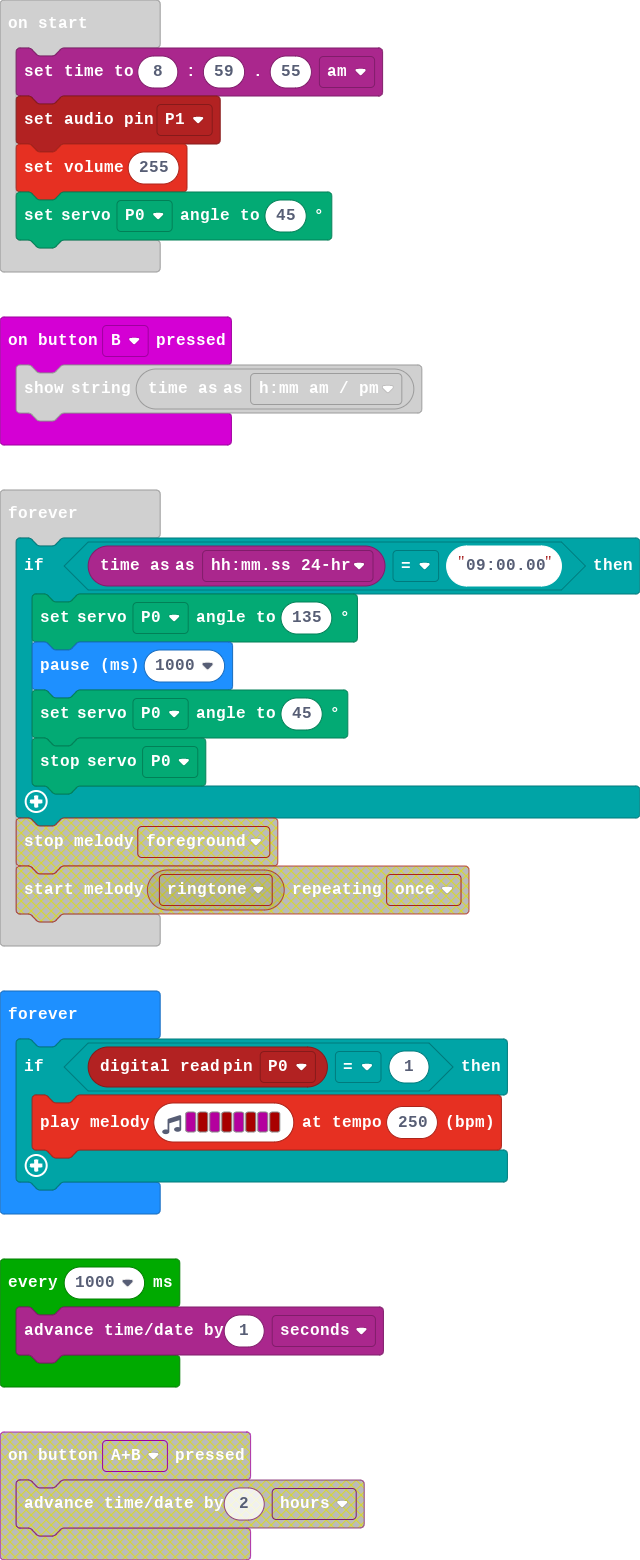 on start
set time to 8 : 59 . 55 am
set audio pin P1
set volume 255
set servo P0 angle to 45 °
on button B pressed
show string time as as h:mm am / pm
forever
if time as as hh:mm.ss 24-hr = "09:00.00" then
set servo P0 angle to 135 °
pause (ms) 1000
set servo P0 angle to 45 °
stop servo P0
stop melody foreground
start melody ringtone repeating once
forever
if digital read pin P0 = 1 then
play melody at tempo 250 (bpm)
every 1000 ms
advance time/date by 1 seconds
on button A+B pressed
advance time/date by 2 hours